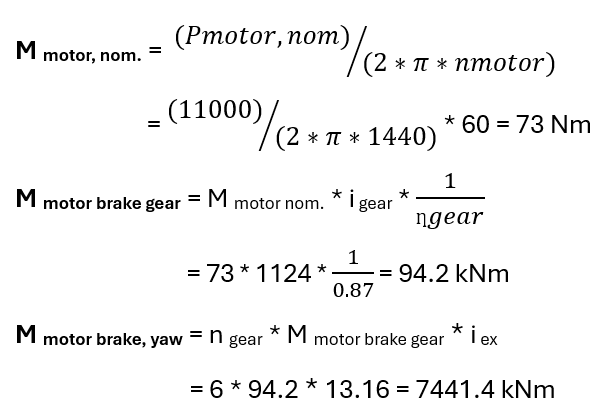 M motor, nom. = (Pmotor, nom)/(2 * π * nmotor)
= (11000)/(2 * π * 1440) * 60 = 73 Nm
M motor brake gear = M motor nom. * i gear * 1/ηgear
= 73 * 1124 * 1/0.87 = 94.2 kNm
M motor brake, yaw = n gear * M motor brake gear * i ex
= 6 * 94.2 * 13.16 = 7441.4 kNm